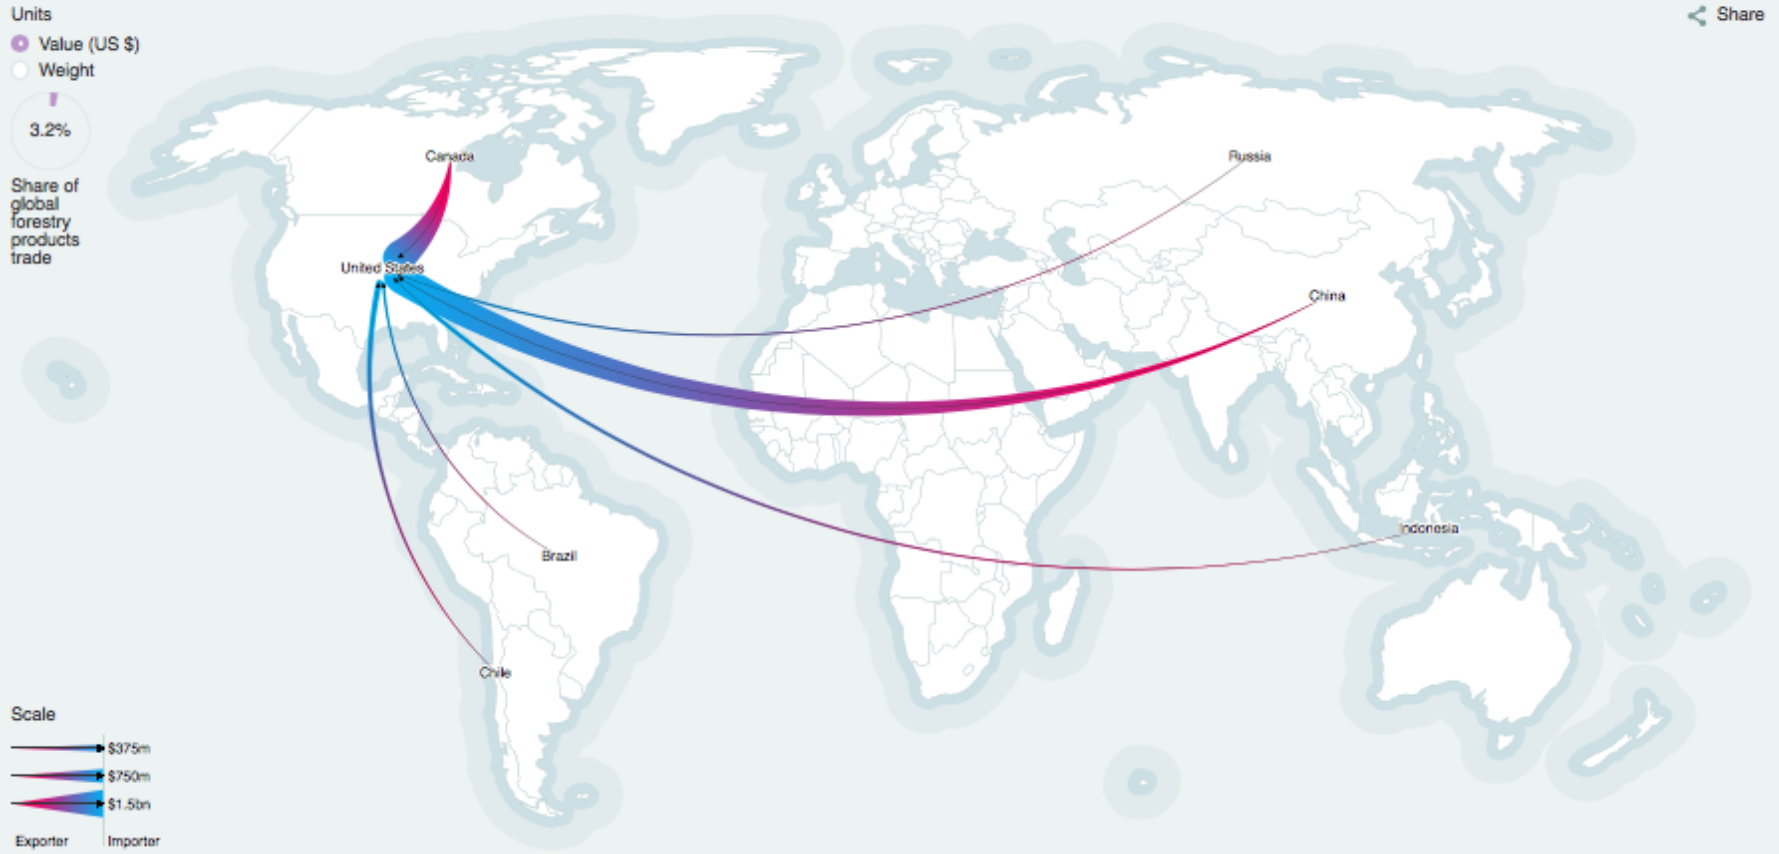 Units
Value (US $)
Weight
3.2%
Share of
global
forestry
products
trade
Share
Canada
Russia
United States
China
Indonesia
Brazil
Chile
Scale
$375m
$750m
$1.5bn
Exporter
Importer